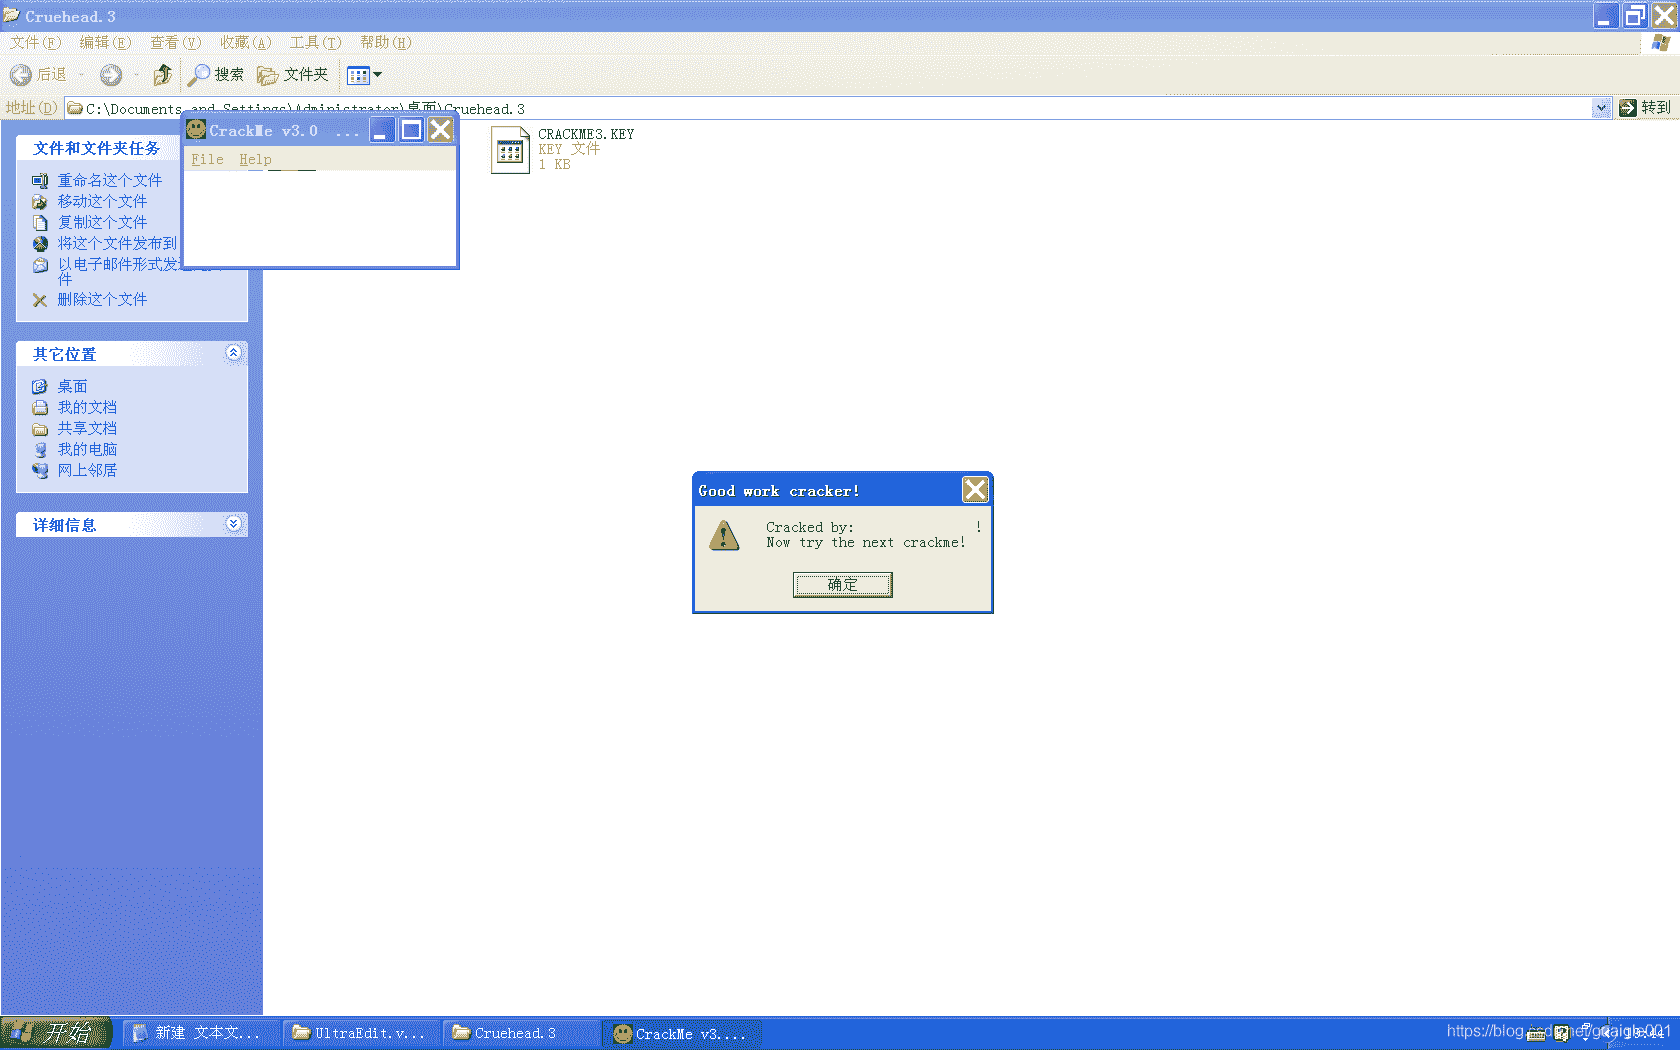 Cruehead.3
文件(F) 编辑(E) 查看(V) 收藏(A) 工具(T) 帮助(H)
后退 搜索 文件夹
地址(D) C:\Documents and Settings\Administrator\桌面\Cruehead.3 转到
CrackMe v3.0 ...
File Help
CRACKME3.KEY
KEY 文件
1 KB
文件和文件夹任务
重命名这个文件
移动这个文件
复制这个文件
将这个文件发布到
以电子邮件形式发
件
删除这个文件
其它位置
桌面
我的文档
共享文档
我的电脑
网上邻居
详细信息
Good work cracker!
Cracked by: !
Now try the next crackme!
确定
开始 新建 文本文... UltraEdit.v... Cruehead.3 CrackMe v3....